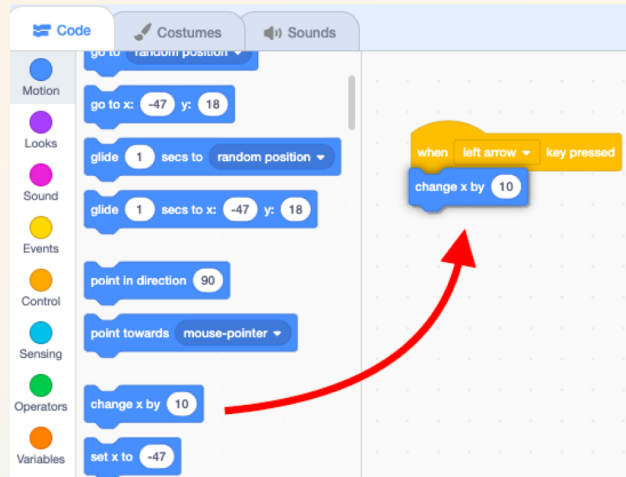 Code
Costumes
Sounds
Motion
Looks
Sound
Events
Control
Sensing
Operators
Variables
go to random position
go to x: -47 y: 18
glide 1 secs to random position
glide 1 secs to x: -47 y: 18
point in direction 90
point towards mouse-pointer
change x by 10
set x to -47
when left arrow key pressed
change x by 10